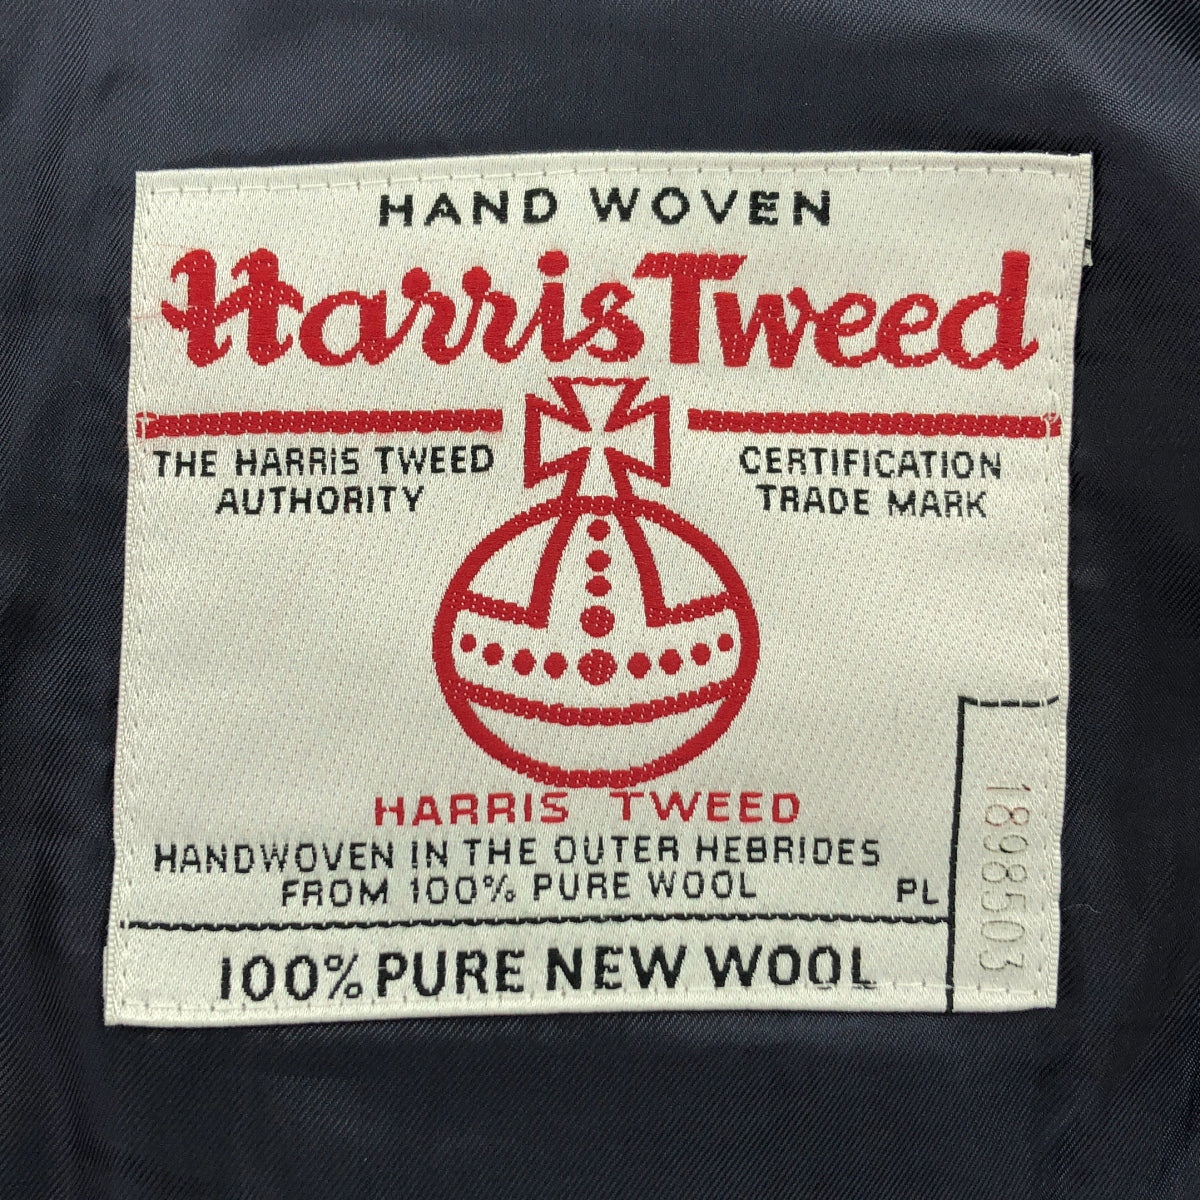 HAND WOVEN
Harris Tweed
THE HARRIS TWEED
AUTHORITY
CERTIFICATION
TRADE MARK
HARRIS TWEED
HANDWOVEN IN THE OUTER HEBRIDES
FROM 100% PURE WOOL
PL
1898503
100% PURE NEW WOOL